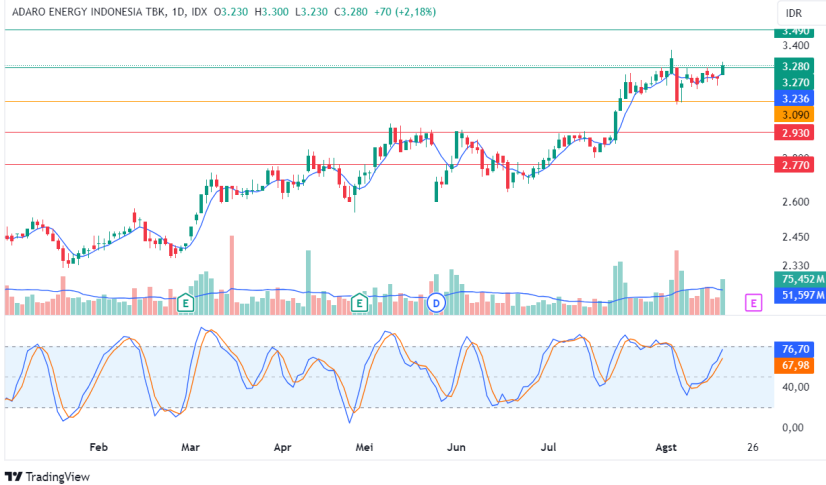 ADARO ENERGY INDONESIA TBK, 1D, IDX O3.230 H3.300 L3.230 C3.280 +70 (+2,18%)
IDR
3.490
3.400
3.280
3.270
3.236
3.090
2.930
2.770
2.600
2.450
2.330
75,452M
51,597M
E
E
D
E
76,70
67,98
40,00
0,00
Feb Mar Apr Mei Jun Jul Agst 26
TradingView